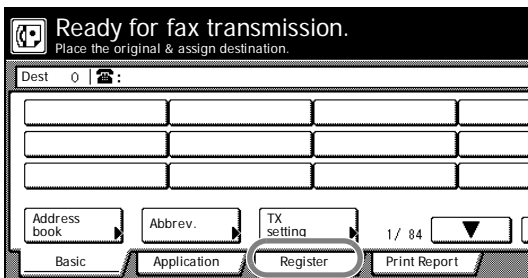 Ready for fax transmission.
Place the original & assign destination.
Dest 0 :
Address book
Abbrev.
TX setting
1/ 84
Basic
Application
Register
Print Report